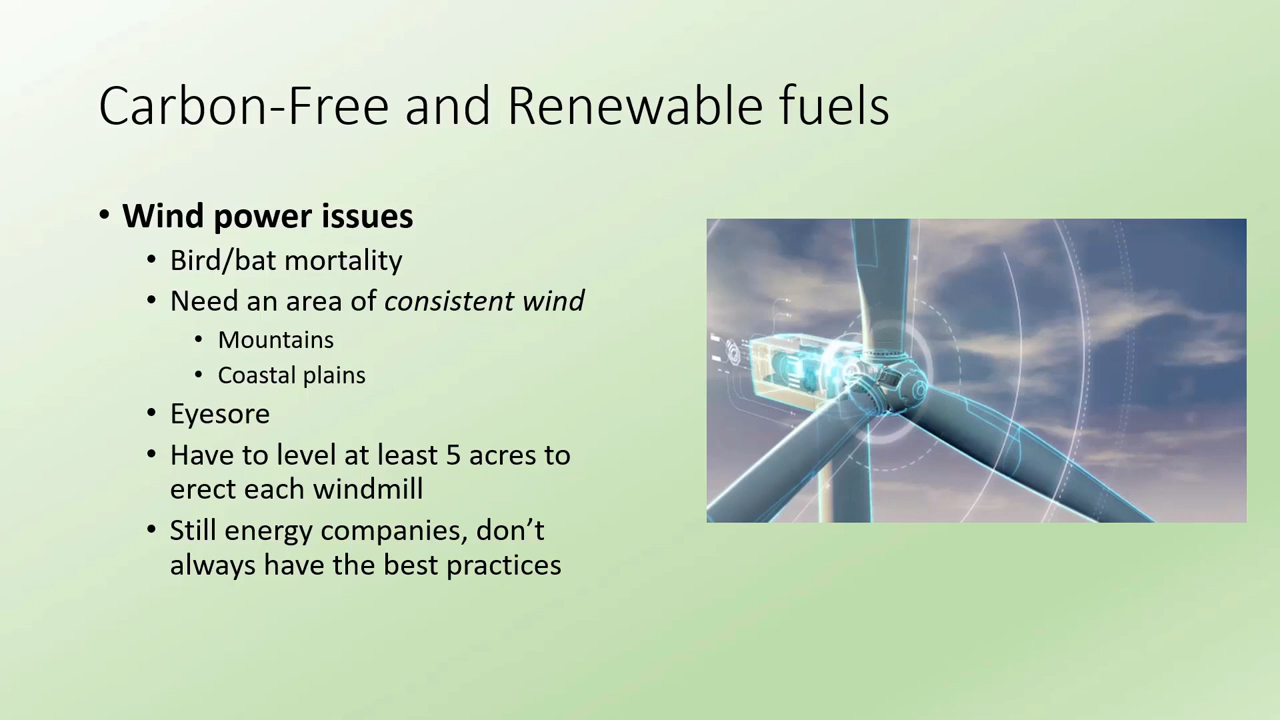 Carbon-Free and Renewable fuels
• Wind power issues
• Bird/bat mortality
• Need an area of consistent wind
• Mountains
• Coastal plains
• Eyesore
• Have to level at least 5 acres to
erect each windmill
• Still energy companies, don’t
always have the best practices